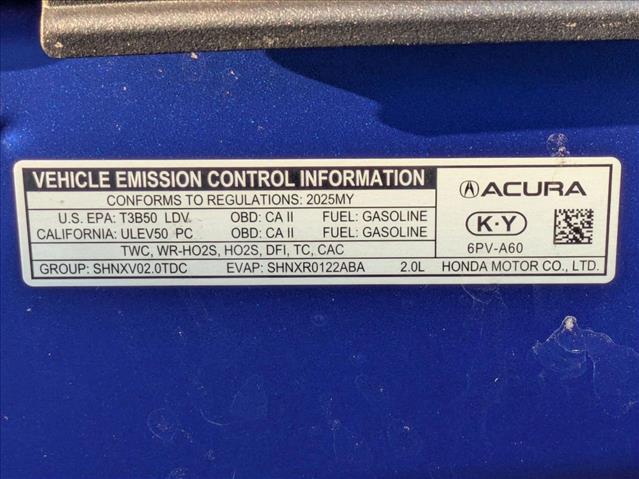 VEHICLE EMISSION CONTROL INFORMATION
CONFORMS TO REGULATIONS: 2025MY
U.S. EPA: T3B50 LDV OBD: CA II FUEL: GASOLINE
CALIFORNIA: ULEV50 PC OBD: CA II FUEL: GASOLINE
TWC, WR-HO2S, HO2S, DFI, TC, CAC
GROUP: SHNXV02.0TDC EVAP: SHNXR0122ABA 2.0L
ACURA
K·Y
6PV-A60
HONDA MOTOR CO., LTD.